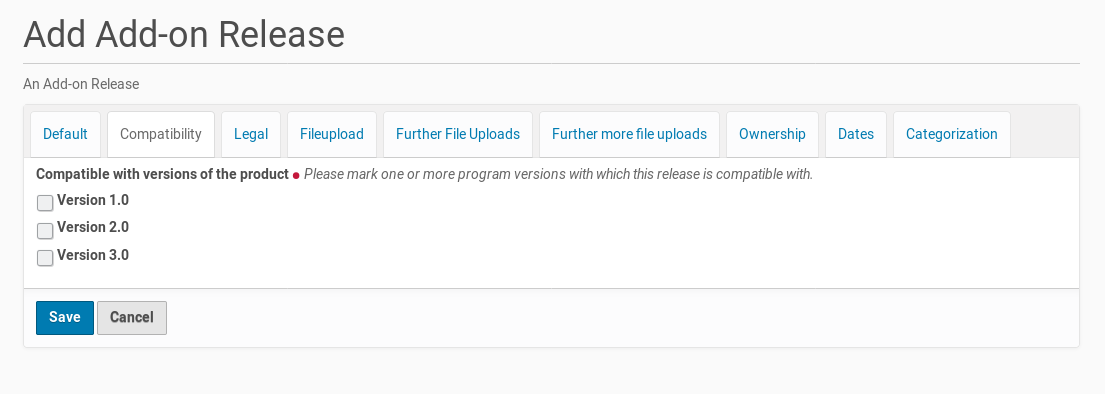 Add Add-on Release
An Add-on Release
Default Compatibility Legal Fileupload Further File Uploads Further more file uploads Ownership Dates Categorization
Compatible with versions of the product Please mark one or more program versions with which this release is compatible with.
Version 1.0
Version 2.0
Version 3.0
Save Cancel